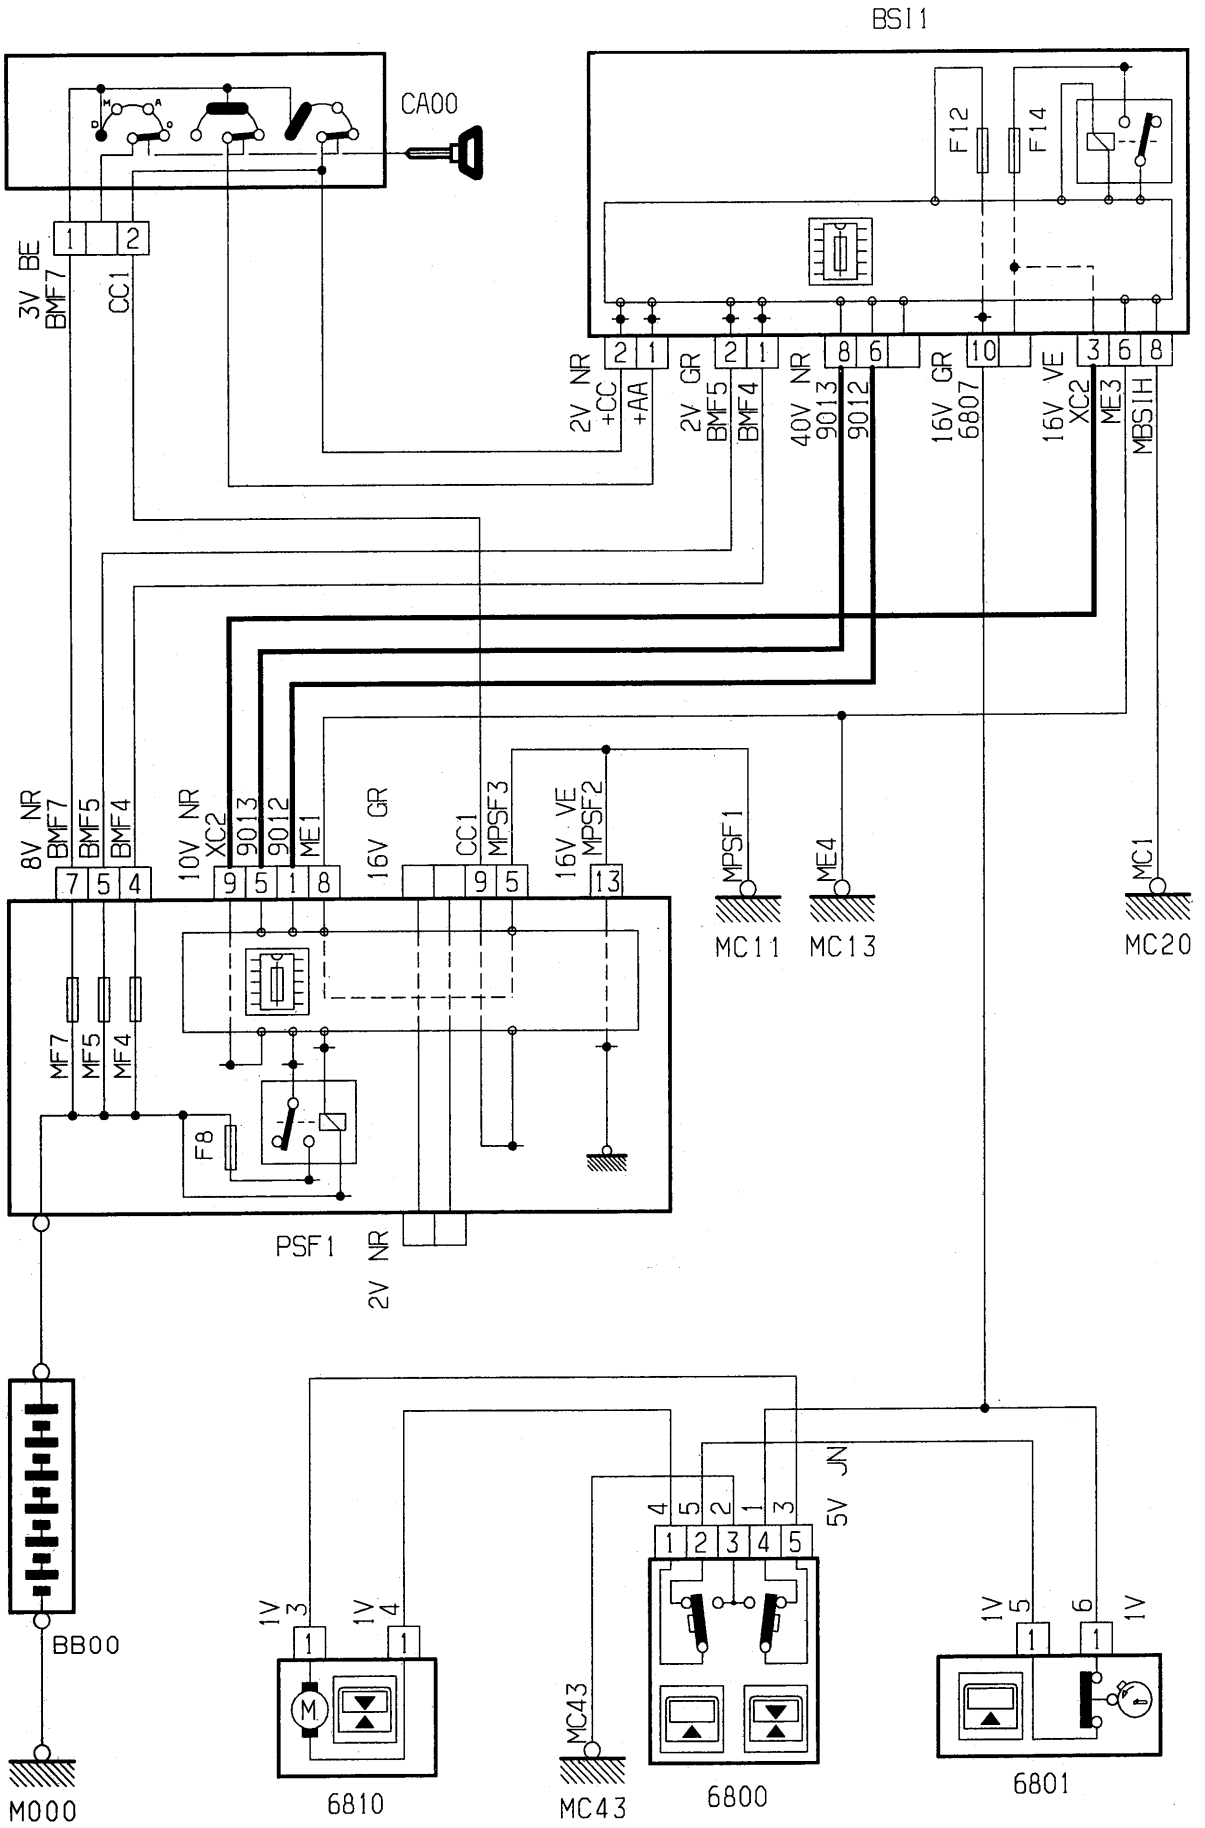 BSI1
CA00
M
A
D
O
F12
F14
1
2
3V BE
BMF7
CC1
2
1
2
1
8
6
10
3
6
8
2V NR
+CC
+AA
2V GR
BMF5
BMF4
40V NR
9013
9012
16V GR
6807
16V VE
XC2
ME3
MBSIH
8V NR
BMF7
BMF5
BMF4
10V NR
XC2
9013
9012
ME1
16V GR
CC1
MPSF3
16V VE
MPSF2
MPSF1
ME4
MC1
7
5
4
9
5
1
8
9
5
13
MC11
MC13
MC20
MF7
MF5
MF4
F8
PSF1
2V NR
BB00
M000
1V
3
1V
4
1
1
M
6810
MC43
MC43
4
5
2
1
3
5V JN
1
2
3
4
5
6800
1V
5
6
1V
1
1
6801